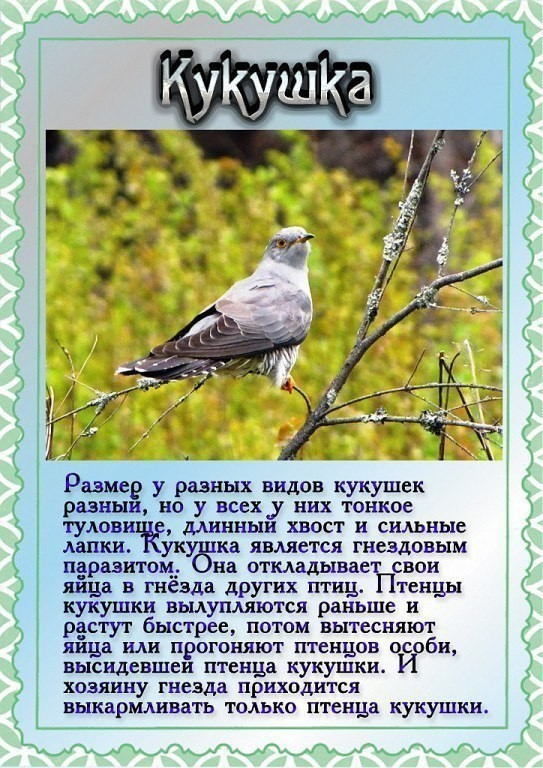 Кукушка
Размер у разных видов кукушек
разный, но у всех у них тонкое
туловище, длинный хвост и сильные
лапки. Кукушка является гнездовым
паразитом. Она откладывает свои
яйца в гнёзда других птиц. Птенцы
кукушки вылупляются раньше и
растут быстрее, потом вытесняют
яйца или прогоняют птенцов особи,
высидевшей птенца кукушки. И
хозяину гнезда приходится
выкармливать только птенца кукушки.